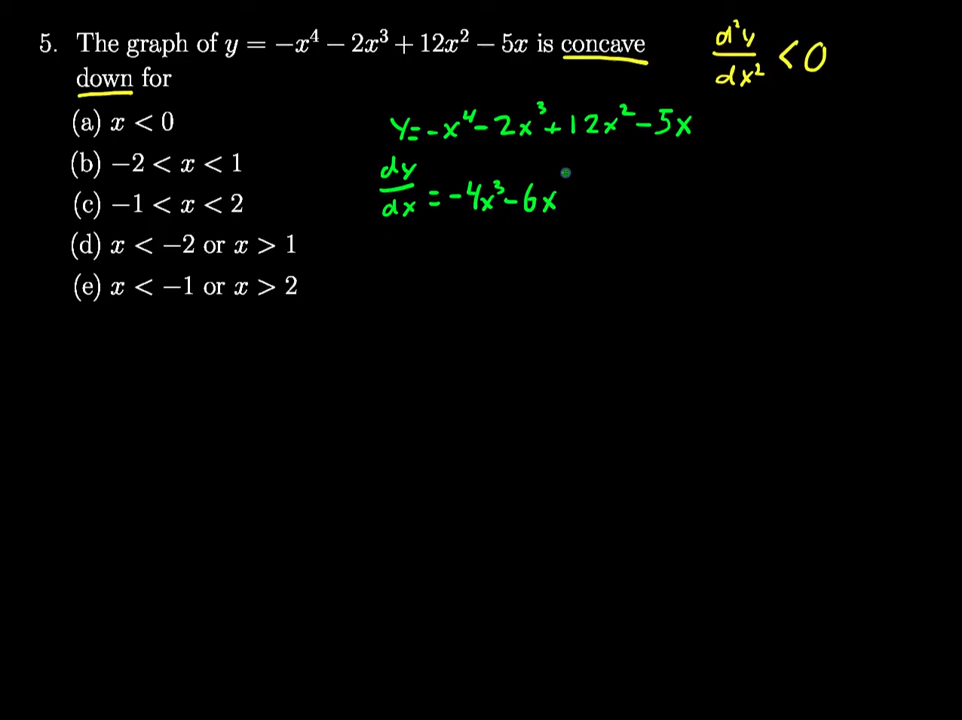 5. The graph of y = −x⁴ − 2x³ + 12x² − 5x is concave
down for
(a) x < 0
(b) −2 < x < 1
(c) −1 < x < 2
(d) x < −2 or x > 1
(e) x < −1 or x > 2
d²y/dx² < 0
y = -x⁴ - 2x³ + 12x² - 5x
dy/dx = -4x³ - 6x